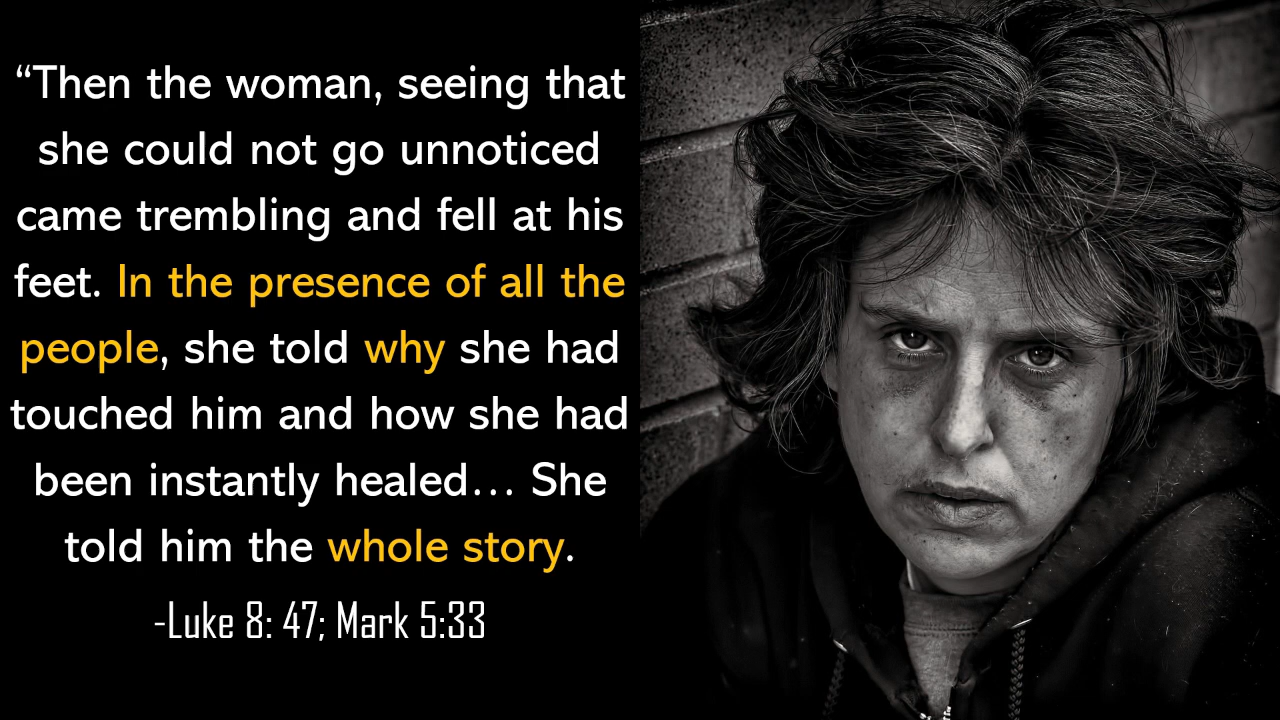 “Then the woman, seeing that
she could not go unnoticed
came trembling and fell at his
feet. In the presence of all the
people, she told why she had
touched him and how she had
been instantly healed… She
told him the whole story.
-Luke 8: 47; Mark 5:33